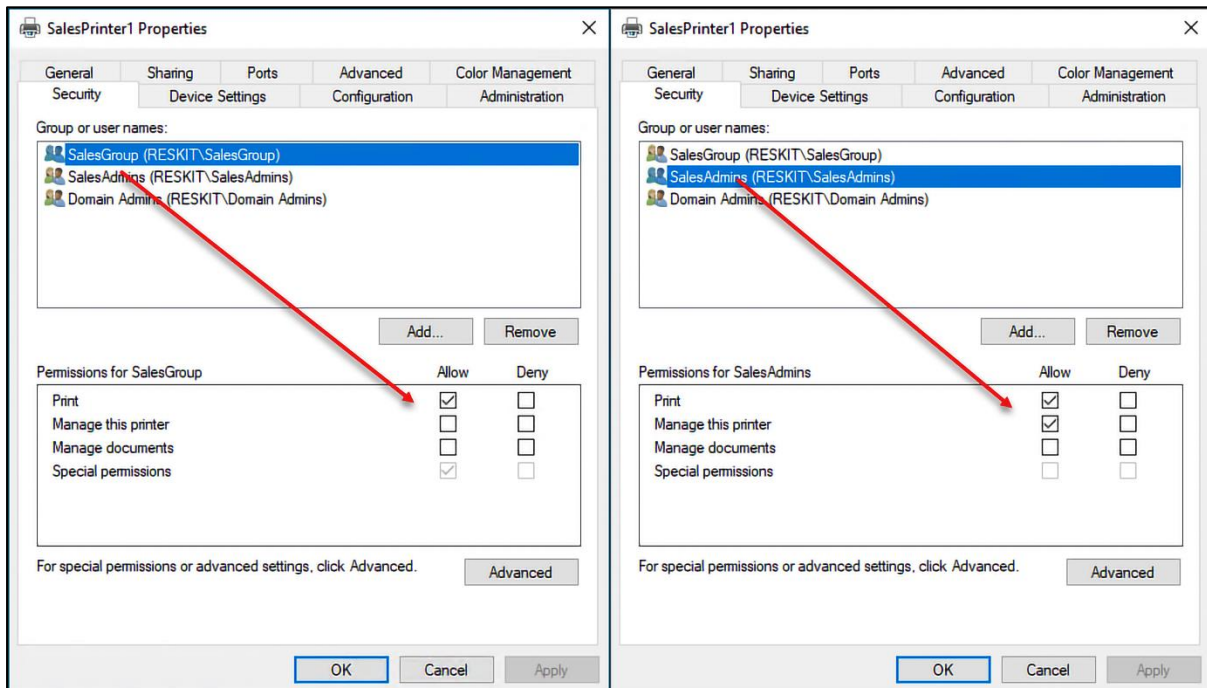 SalesPrinter1 Properties
General Sharing Ports Advanced Color Management
Security Device Settings Configuration Administration
Group or user names:
SalesGroup (RESKIT\SalesGroup)
SalesAdmins (RESKIT\SalesAdmins)
Domain Admins (RESKIT\Domain Admins)
Add... Remove
Permissions for SalesGroup Allow Deny
Print
Manage this printer
Manage documents
Special permissions
For special permissions or advanced settings, click Advanced. Advanced
OK Cancel Apply
SalesPrinter1 Properties
General Sharing Ports Advanced Color Management
Security Device Settings Configuration Administration
Group or user names:
SalesGroup (RESKIT\SalesGroup)
SalesAdmins (RESKIT\SalesAdmins)
Domain Admins (RESKIT\Domain Admins)
Add... Remove
Permissions for SalesAdmins Allow Deny
Print
Manage this printer
Manage documents
Special permissions
For special permissions or advanced settings, click Advanced. Advanced
OK Cancel Apply